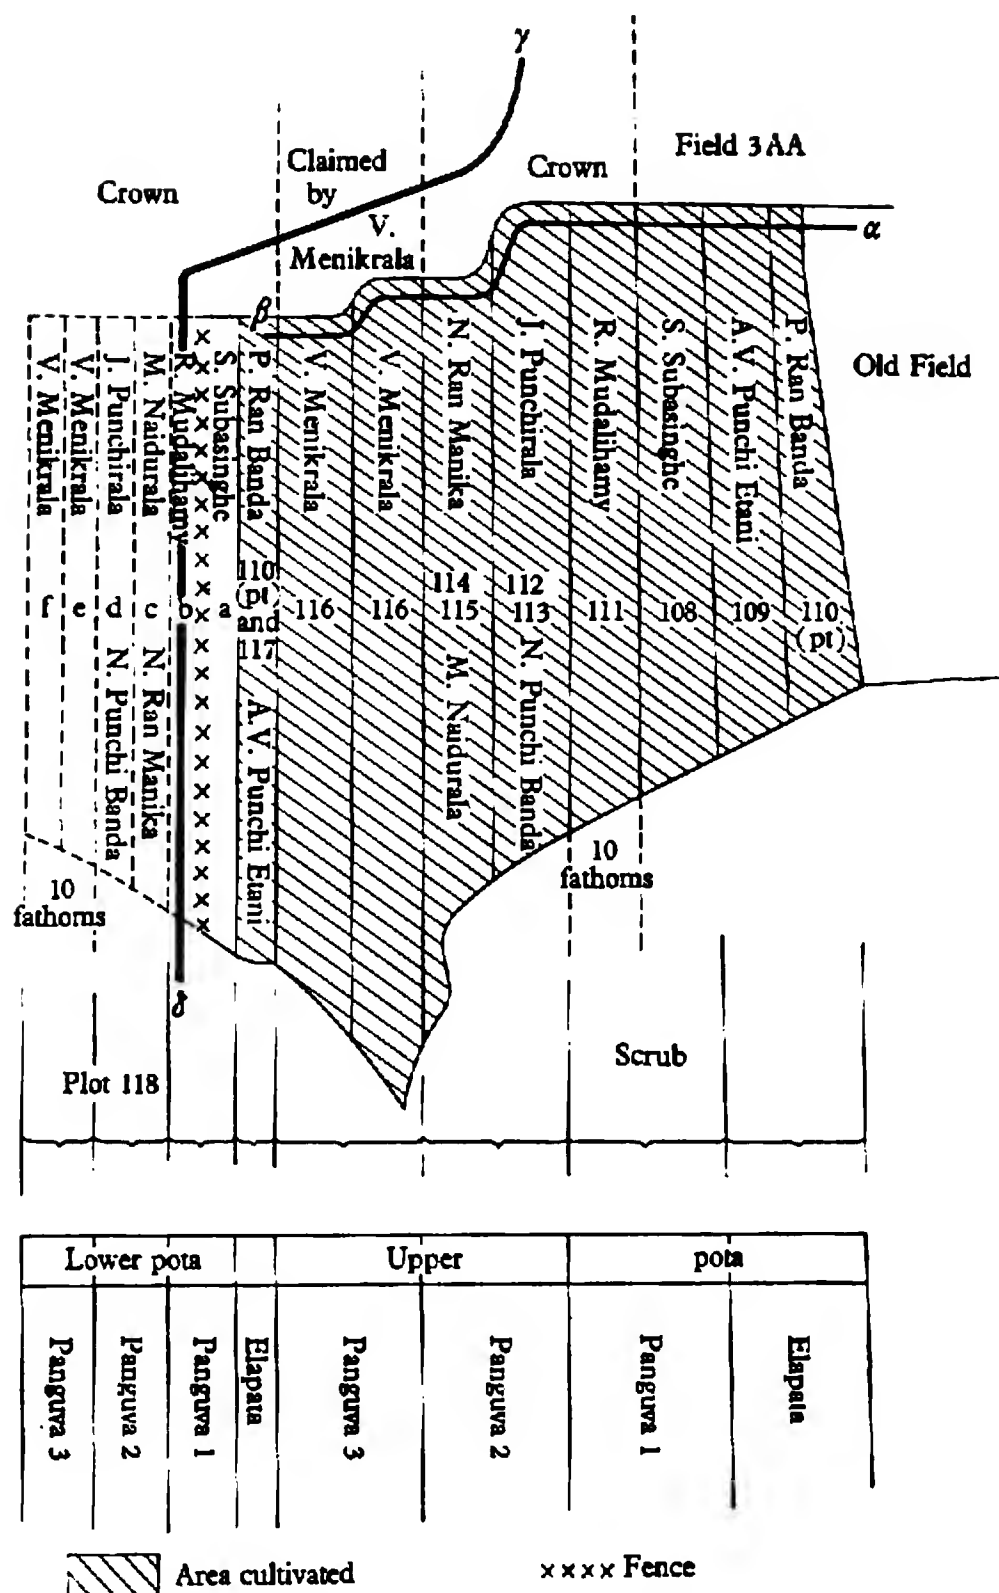 γ
Field 3AA
Crown
Claimed
by
V.
Menikrala
Crown
α
β
Old Field
V. Menikrala
V. Menikrala
J. Punchirala
M. Naidurala
R. Mudalihamy
S. Subasinghe
P. Ran Banda
V. Menikrala
V. Menikrala
N. Ran Manika
J. Punchirala
R. Mudalihamy
S. Subasinghe
A. V. Punchi Etani
P. Ran Banda
f
e
d
c
b
a
110
(pt)
and
117
116
116
114
115
112
113
111
108
109
110
(pt)
N. Punchi Banda
N. Ran Manika
A. V. Punchi Etani
M. Naidurala
N. Punchi Banda
10
fathoms
10
fathoms
Plot 118
Scrub
Lower pota
Upper
pota
Panguva 3
Panguva 2
Panguva 1
Elapata
Panguva 3
Panguva 2
Panguva 1
Elapata
Area cultivated
xxxx Fence